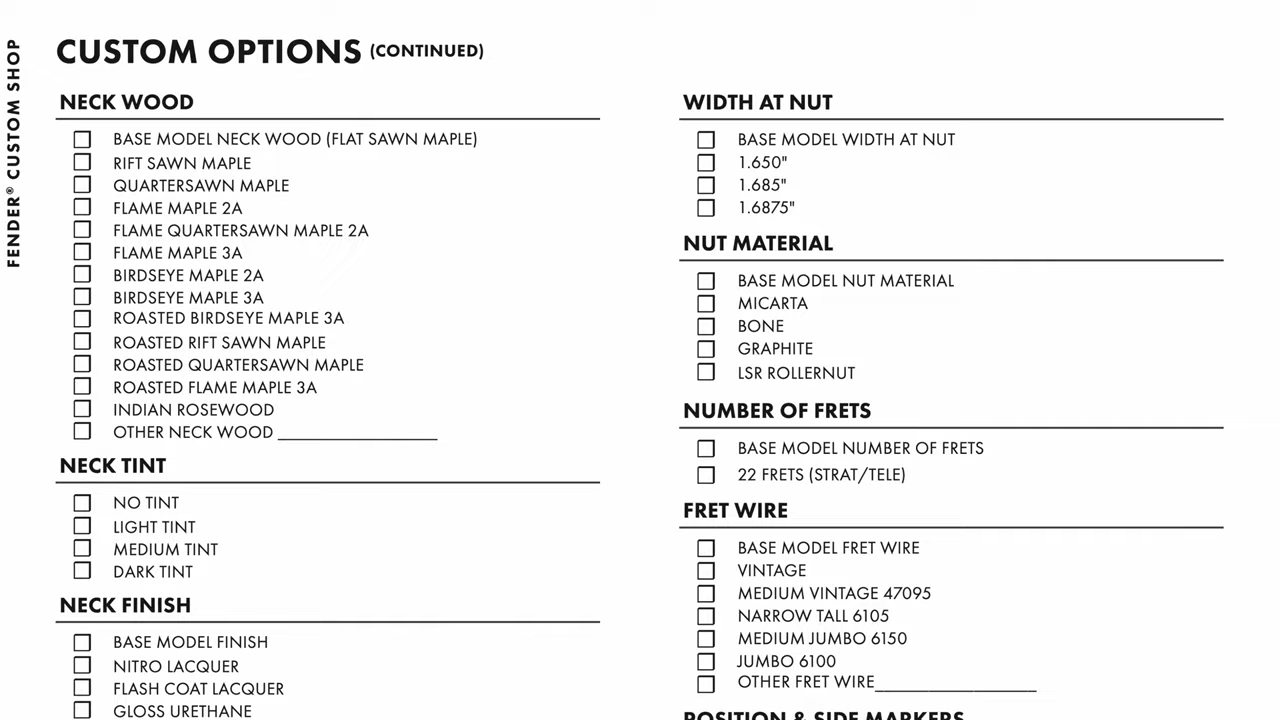 FENDER® CUSTOM SHOP
CUSTOM OPTIONS (CONTINUED)
NECK WOOD
BASE MODEL NECK WOOD (FLAT SAWN MAPLE)
RIFT SAWN MAPLE
QUARTERSAWN MAPLE
FLAME MAPLE 2A
FLAME QUARTERSAWN MAPLE 2A
FLAME MAPLE 3A
BIRDSEYE MAPLE 2A
BIRDSEYE MAPLE 3A
ROASTED BIRDSEYE MAPLE 3A
ROASTED RIFT SAWN MAPLE
ROASTED QUARTERSAWN MAPLE
ROASTED FLAME MAPLE 3A
INDIAN ROSEWOOD
OTHER NECK WOOD
NECK TINT
NO TINT
LIGHT TINT
MEDIUM TINT
DARK TINT
NECK FINISH
BASE MODEL FINISH
NITRO LACQUER
FLASH COAT LACQUER
GLOSS URETHANE
WIDTH AT NUT
BASE MODEL WIDTH AT NUT
1.650"
1.685"
1.6875"
NUT MATERIAL
BASE MODEL NUT MATERIAL
MICARTA
BONE
GRAPHITE
LSR ROLLERNUT
NUMBER OF FRETS
BASE MODEL NUMBER OF FRETS
22 FRETS (STRAT/TELE)
FRET WIRE
BASE MODEL FRET WIRE
VINTAGE
MEDIUM VINTAGE 47095
NARROW TALL 6105
MEDIUM JUMBO 6150
JUMBO 6100
OTHER FRET WIRE
POSITION & SIDE MARKERS